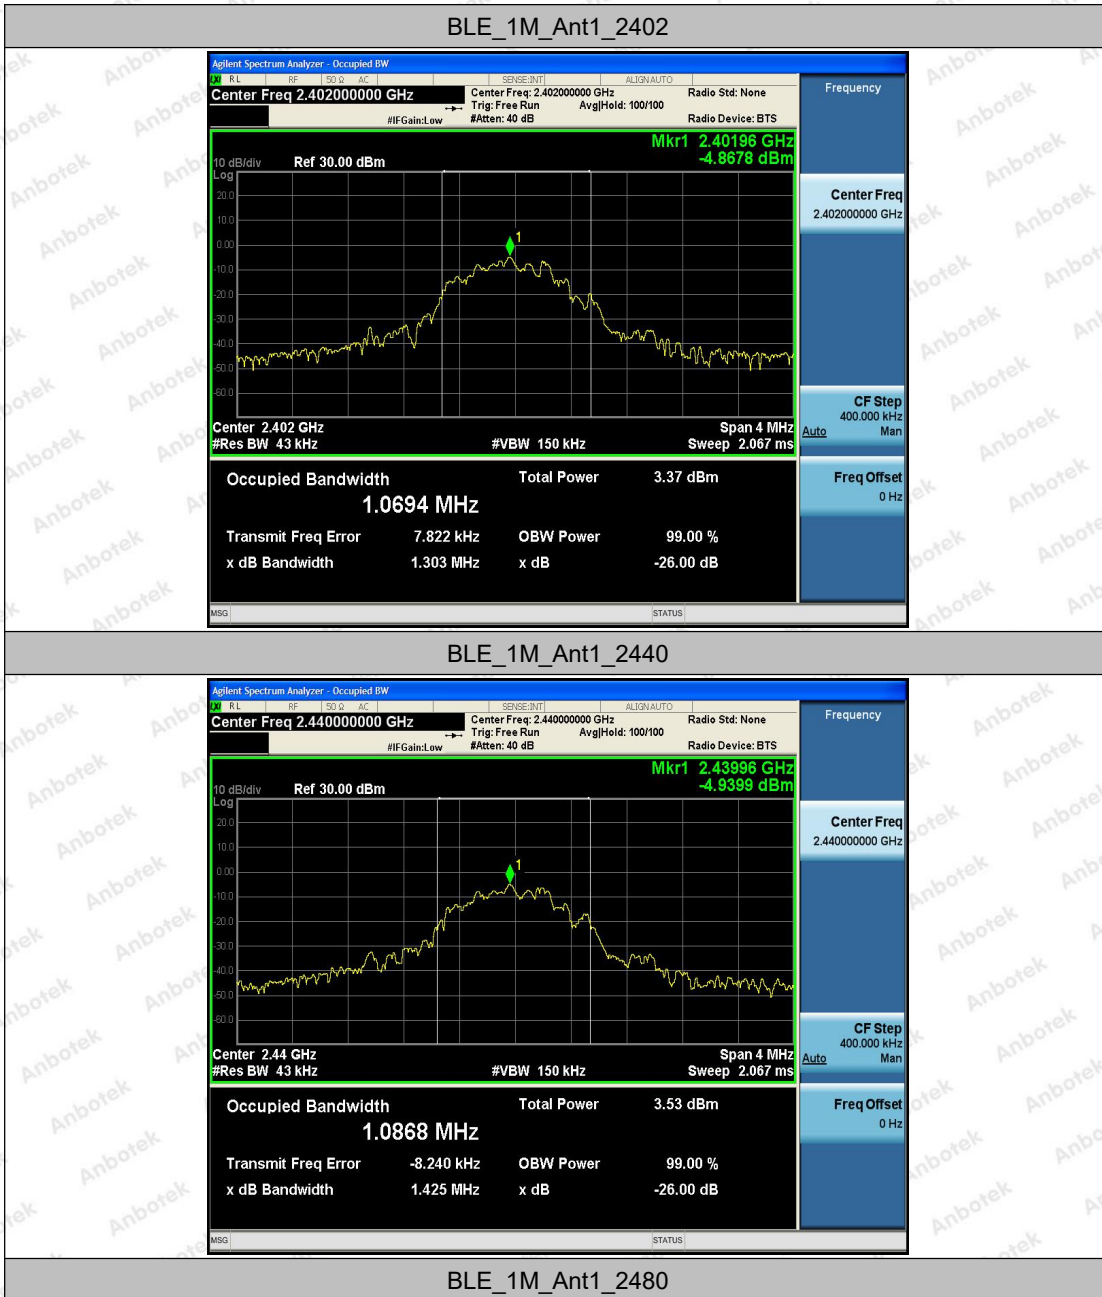 BLE_1M_Ant1_2402
Agilent Spectrum Analyzer - Occupied BW
LXI RL RF 50 Ω AC SENSE:INT ALIGNAUTO
Center Freq 2.402000000 GHz
Center Freq: 2.402000000 GHz Radio Std: None
Trig: Free Run Avg|Hold: 100/100
#IFGain:Low #Atten: 40 dB Radio Device: BTS
Mkr1 2.40196 GHz
-4.8678 dBm
10 dB/div Ref 30.00 dBm
Log
20.0
10.0
0.00
-10.0
-20.0
-30.0
-40.0
-50.0
-60.0
1
Center 2.402 GHz Span 4 MHz
#Res BW 43 kHz #VBW 150 kHz Sweep 2.067 ms
Occupied Bandwidth Total Power 3.37 dBm
1.0694 MHz
Transmit Freq Error 7.822 kHz OBW Power 99.00 %
x dB Bandwidth 1.303 MHz x dB -26.00 dB
MSG STATUS
Frequency
Center Freq
2.402000000 GHz
CF Step
400.000 kHz
Auto Man
Freq Offset
0 Hz
BLE_1M_Ant1_2440
Agilent Spectrum Analyzer - Occupied BW
LXI RL RF 50 Ω AC SENSE:INT ALIGNAUTO
Center Freq 2.440000000 GHz
Center Freq: 2.440000000 GHz Radio Std: None
Trig: Free Run Avg|Hold: 100/100
#IFGain:Low #Atten: 40 dB Radio Device: BTS
Mkr1 2.43996 GHz
-4.9399 dBm
10 dB/div Ref 30.00 dBm
Log
20.0
10.0
0.00
-10.0
-20.0
-30.0
-40.0
-50.0
-60.0
1
Center 2.44 GHz Span 4 MHz
#Res BW 43 kHz #VBW 150 kHz Sweep 2.067 ms
Occupied Bandwidth Total Power 3.53 dBm
1.0868 MHz
Transmit Freq Error -8.240 kHz OBW Power 99.00 %
x dB Bandwidth 1.425 MHz x dB -26.00 dB
MSG STATUS
Frequency
Center Freq
2.440000000 GHz
CF Step
400.000 kHz
Auto Man
Freq Offset
0 Hz
BLE_1M_Ant1_2480
Anbotek